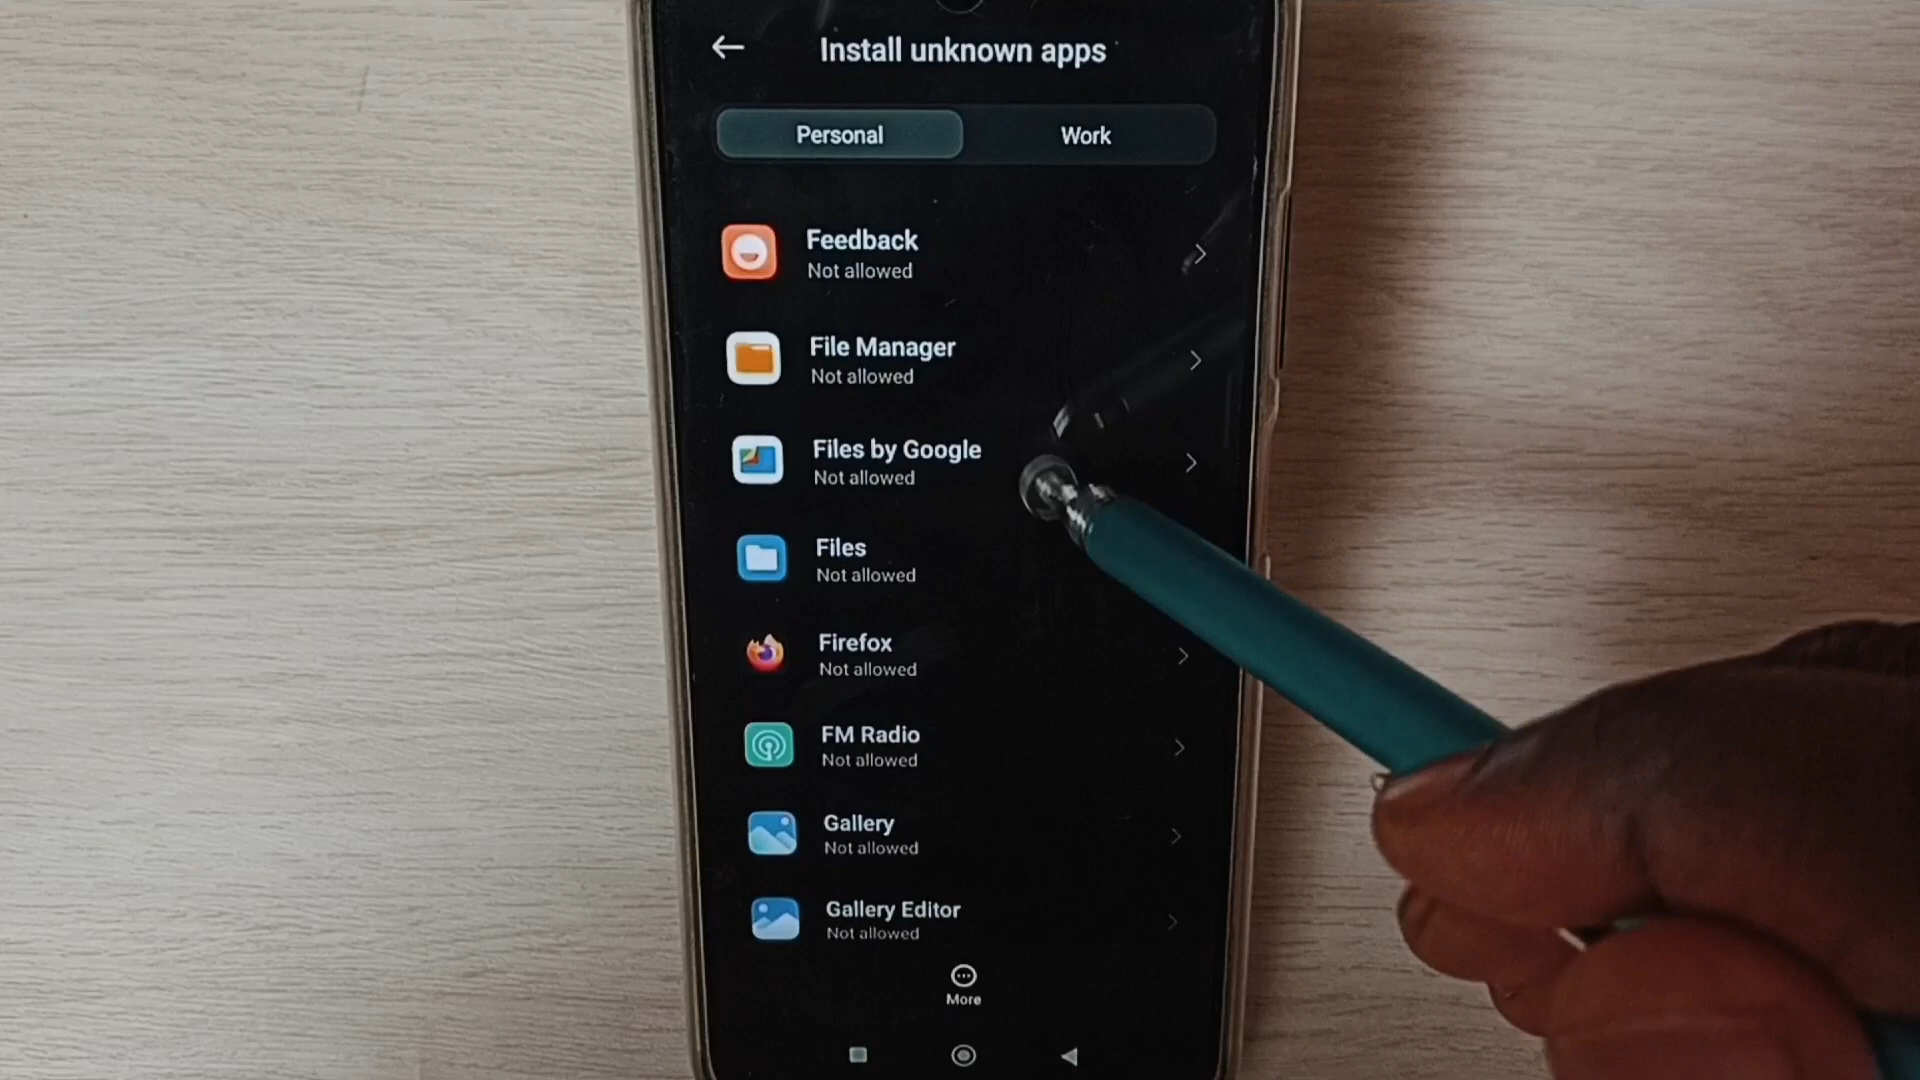 Install unknown apps
Personal
Work
Feedback
Not allowed
File Manager
Not allowed
Files by Google
Not allowed
Files
Not allowed
Firefox
Not allowed
FM Radio
Not allowed
Gallery
Not allowed
Gallery Editor
Not allowed
More